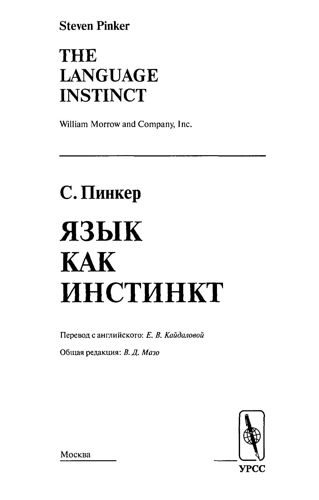 Steven Pinker
THE
LANGUAGE
INSTINCT
William Morrow and Company, Inc.
С. Пинкер
ЯЗЫК
КАК
ИНСТИНКТ
Перевод с английского: Е. В. Кайдаловой
Общая редакция: В. Д. Мазо
Москва
УРСС